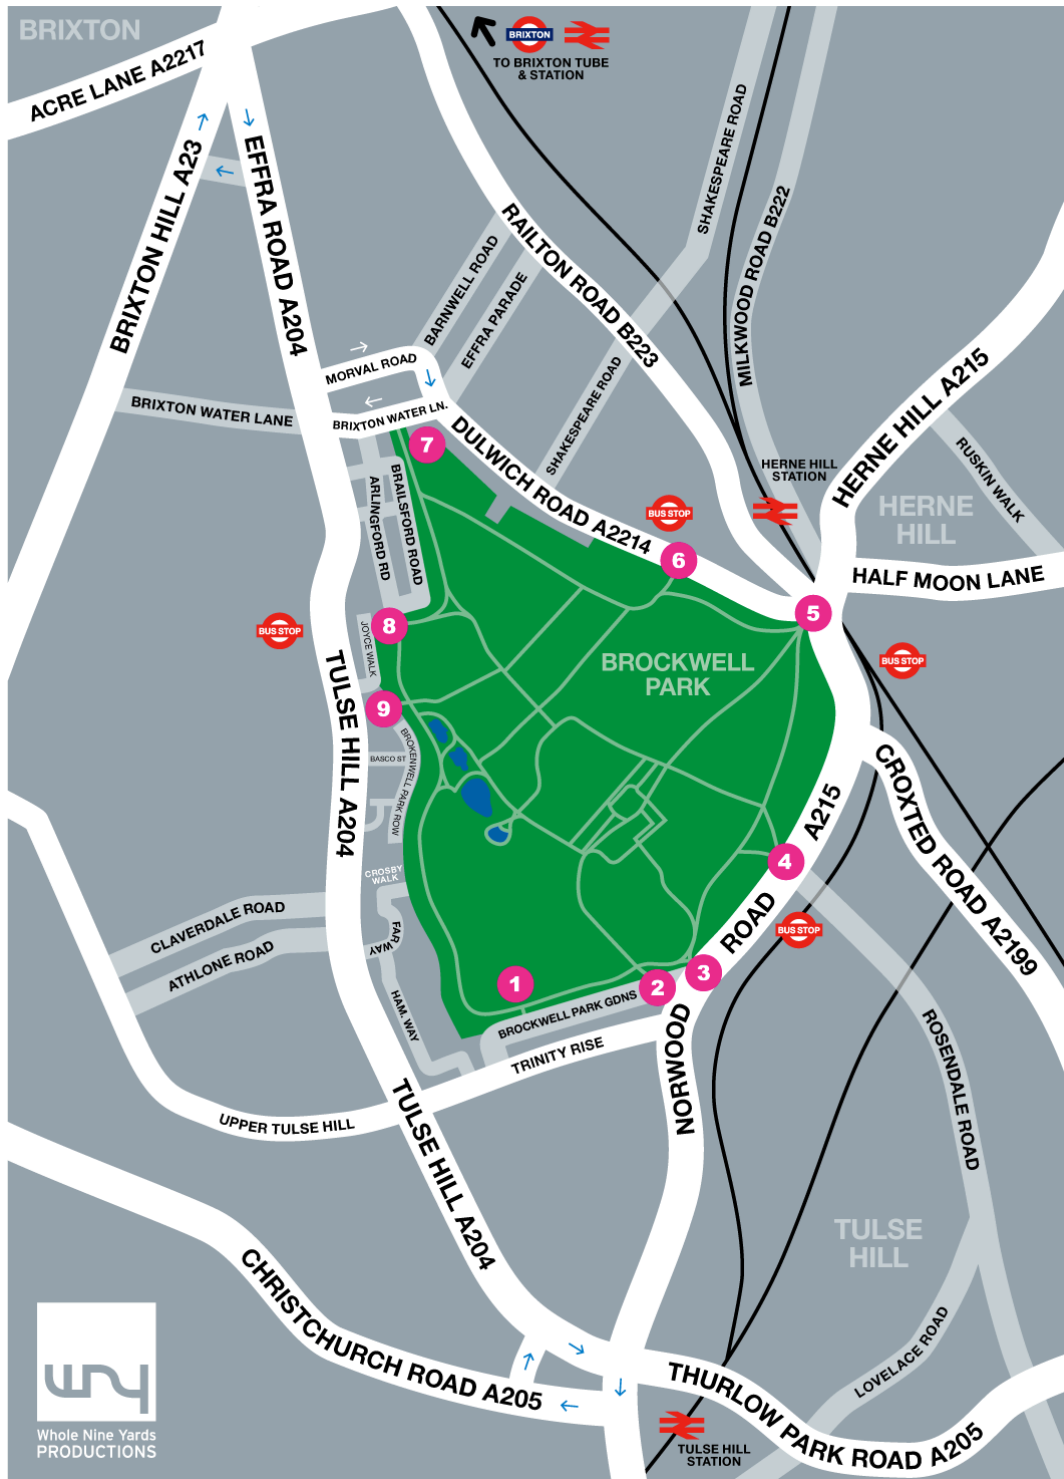 BRIXTON
BRIXTON
TO BRIXTON TUBE
& STATION
ACRE LANE A2217
BRIXTON HILL A23
EFFRA ROAD A204
SHAKESPEARE ROAD
MILKWOOD ROAD B222
RAILTON ROAD B223
BARNWELL ROAD
EFFRA PARADE
SHAKESPEARE ROAD
MORVAL ROAD
BRIXTON WATER LANE
BRIXTON WATER LN.
HERNE HILL A215
RUSKIN WALK
HERNE HILL
STATION
HERNE
HILL
HALF MOON LANE
DULWICH ROAD A2214
BUS STOP
7
6
5
ARLINGFORD RD
BRAILSFORD ROAD
BUS STOP
8
JOYCE WALK
9
BROCKWELL
PARK
BUS STOP
TULSE HILL A204
BASCO ST
BROKENWELL PARK ROW
CROXTED ROAD A2199
CROSBY
WALK
4
NORWOOD ROAD A215
BUS STOP
CLAVERDALE ROAD
ATHLONE ROAD
FAR WAY
HAM. WAY
1
2
3
BROCKWELL PARK GDNS
TRINITY RISE
UPPER TULSE HILL
ROSENDALE ROAD
TULSE HILL A204
TULSE
HILL
LOVELACE ROAD
CHRISTCHURCH ROAD A205
THURLOW PARK ROAD A205
TULSE HILL
STATION
wny
Whole Nine Yards
PRODUCTIONS